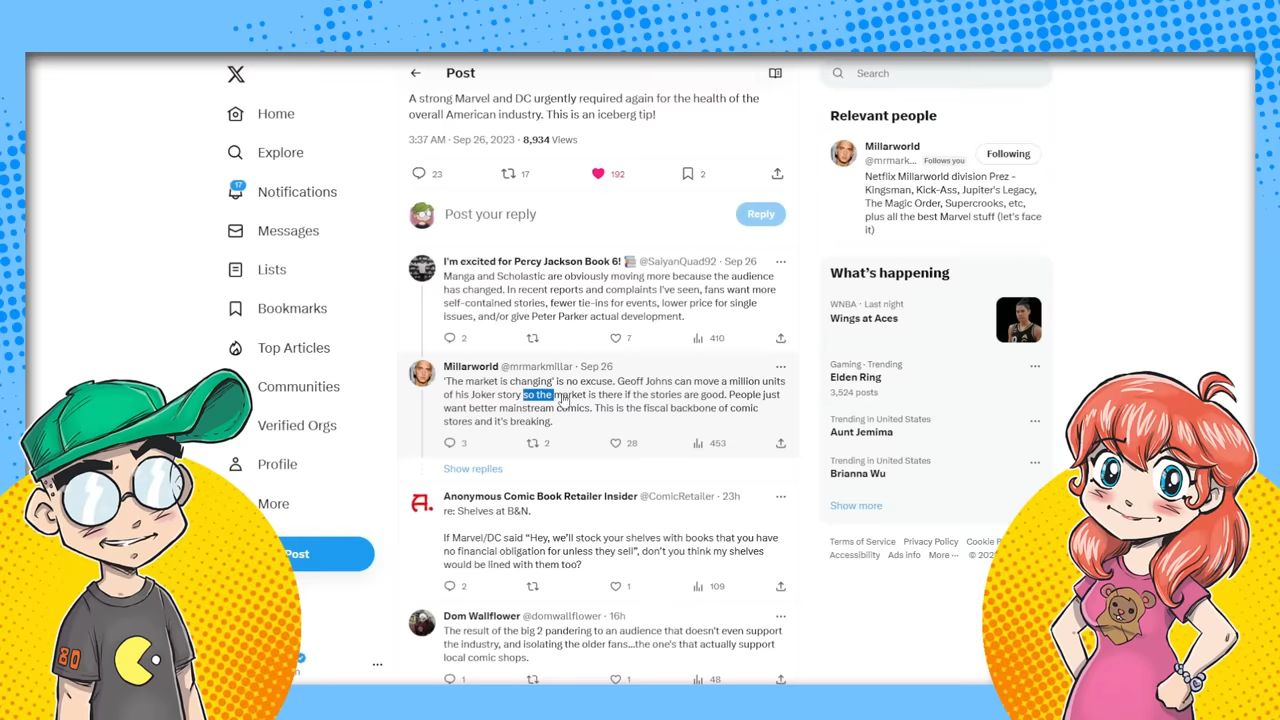 Post
Search
A strong Marvel and DC urgently required again for the health of the
overall American industry. This is an iceberg tip!
3:37 AM · Sep 26, 2023 · 8,934 Views
23
17
192
2
Post your reply
Reply
I'm excited for Percy Jackson Book 6! @SaiyanQuad92 · Sep 26
Manga and Scholastic are obviously moving more because the audience
has changed. In recent reports and complaints I've seen, fans want more
self-contained stories, fewer tie-ins for events, lower price for single
issues, and/or give Peter Parker actual development.
2
7
410
Millarworld @mrmarkmillar · Sep 26
'The market is changing' is no excuse. Geoff Johns can move a million units
of his Joker story so the market is there if the stories are good. People just
want better mainstream comics. This is the fiscal backbone of comic
stores and it's breaking.
3
2
28
453
Show replies
Anonymous Comic Book Retailer Insider @ComicRetailer · 23h
re: Shelves at B&N.
If Marvel/DC said “Hey, we'll stock your shelves with books that you have
no financial obligation for unless they sell”, don't you think my shelves
would be lined with them too?
2
1
109
Dom Wallflower @domwallflower · 16h
The result of the big 2 pandering to an audience that doesn't even support
the industry, and isolating the older fans...the one's that actually support
local comic shops.
1
1
48
X
Home
Explore
17
Notifications
Messages
Lists
Bookmarks
Top Articles
Communities
Verified Orgs
Profile
More
Post
Relevant people
Millarworld
@mrmark... Follows you
Following
Netflix Millarworld division Prez -
Kingsman, Kick-Ass, Jupiter's Legacy,
The Magic Order, Supercrooks, etc,
plus all the best Marvel stuff (let's face
it)
What's happening
WNBA · Last night
Wings at Aces
Gaming · Trending
Elden Ring
3,524 posts
Trending in United States
Aunt Jemima
Trending in United States
Brianna Wu
Show more
Terms of Service Privacy Policy Cookie P
Accessibility Ads info More ··· © 202
80